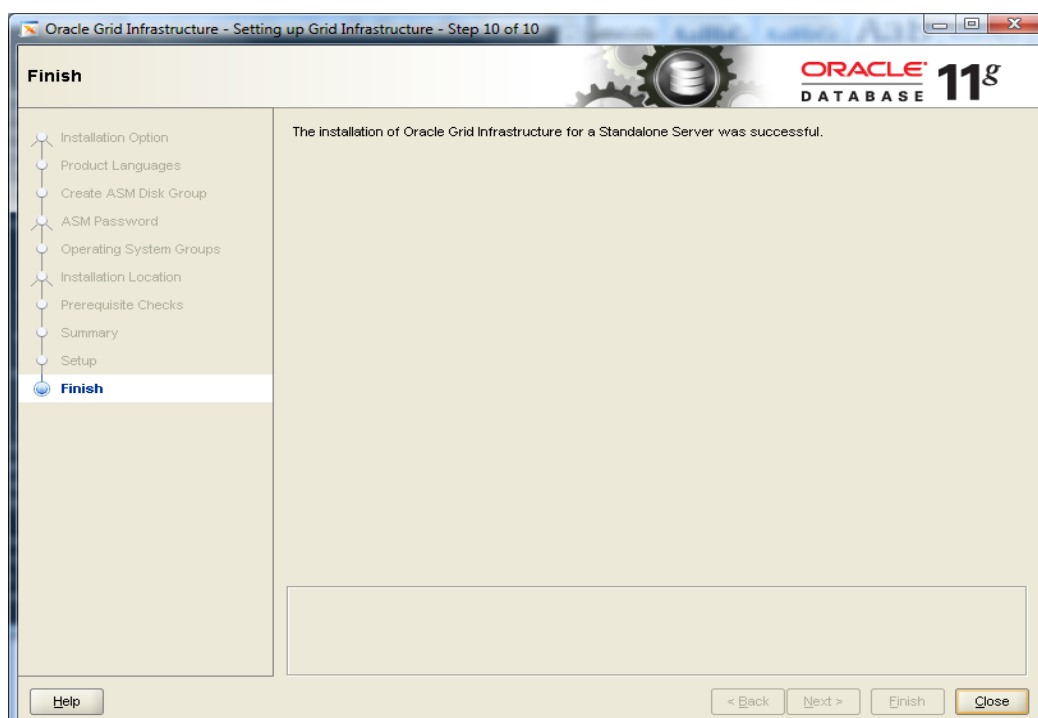 Oracle Grid Infrastructure - Setting up Grid Infrastructure - Step 10 of 10
Finish
ORACLE
DATABASE
11g
Installation Option
Product Languages
Create ASM Disk Group
ASM Password
Operating System Groups
Installation Location
Prerequisite Checks
Summary
Setup
Finish
The installation of Oracle Grid Infrastructure for a Standalone Server was successful.
Help
< Back
Next >
Finish
Close